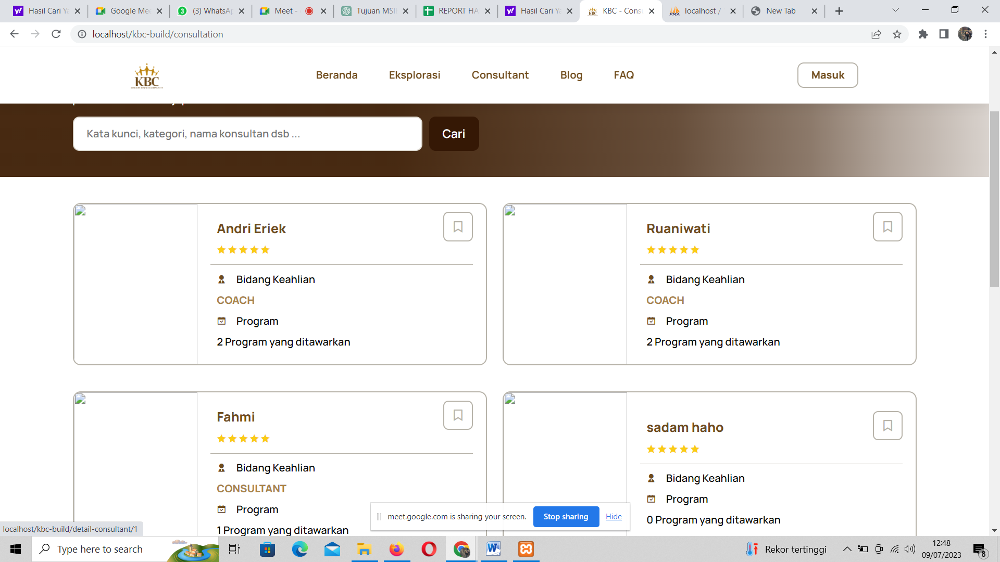 Hasil Cari Ya
Google Mee
(3) WhatsAp
Meet -
Tujuan MSI
REPORT HA
Hasil Cari Ya
KBC - Cons
localhost /
New Tab
localhost/kbc-build/consultation
KBC
Beranda
Eksplorasi
Consultant
Blog
FAQ
Masuk
Kata kunci, kategori, nama konsultan dsb ...
Cari
Andri Eriek
Bidang Keahlian
COACH
Program
2 Program yang ditawarkan
Ruaniwati
Bidang Keahlian
COACH
Program
2 Program yang ditawarkan
Fahmi
Bidang Keahlian
CONSULTANT
Program
1 Program yang ditawarkan
sadam haho
Bidang Keahlian
Program
0 Program yang ditawarkan
meet.google.com is sharing your screen.
Stop sharing
Hide
localhost/kbc-build/detail-consultant/1
Type here to search
Rekor tertinggi
12:48
09/07/2023
8